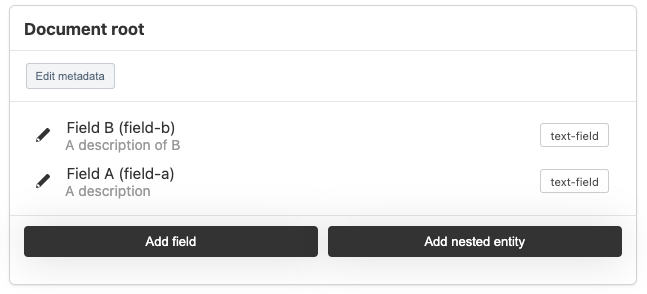 Document root
Edit metadata
Field B (field-b)
text-field
A description of B
Field A (field-a)
text-field
A description
Add field
Add nested entity